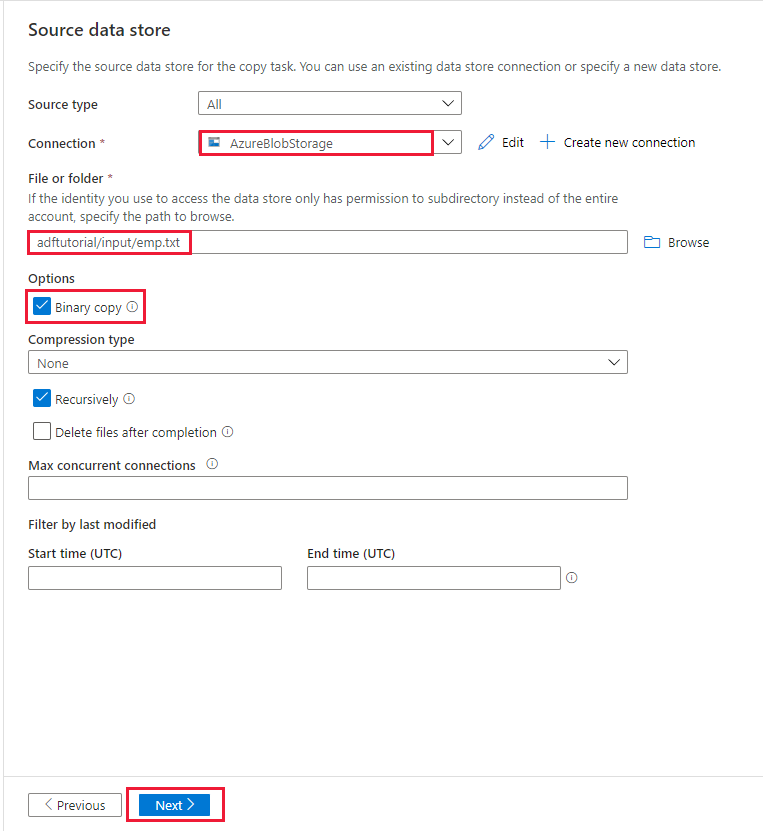 Source data store
Specify the source data store for the copy task. You can use an existing data store connection or specify a new data store.
Source type
All
Connection *
AzureBlobStorage
Edit
Create new connection
File or folder *
If the identity you use to access the data store only has permission to subdirectory instead of the entire
account, specify the path to browse.
adftutorial/input/emp.txt
Browse
Options
Binary copy
Compression type
None
Recursively
Delete files after completion
Max concurrent connections
Filter by last modified
Start time (UTC)
End time (UTC)
Previous
Next